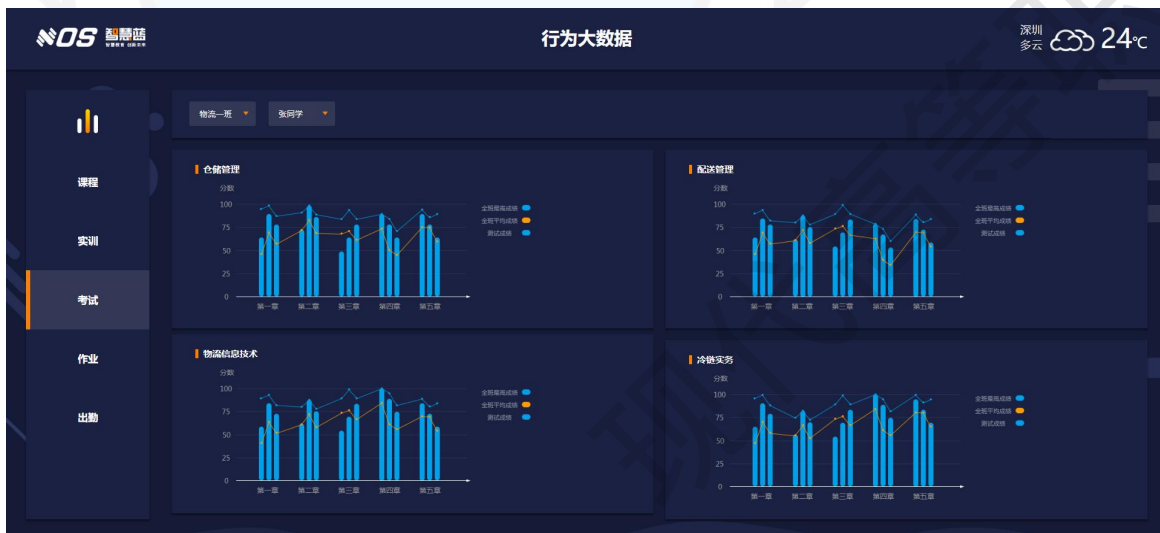 NOS 智慧蓝
智慧教育 创新未来
行为大数据
深圳
多云
24℃
课程
实训
考试
作业
出勤
物流一班
张同学
仓储管理
分数
100
75
50
25
0
第一章 第二章 第三章 第四章 第五章
全班最高成绩
全班平均成绩
测试成绩
配送管理
分数
100
75
50
25
0
第一章 第二章 第三章 第四章 第五章
全班最高成绩
全班平均成绩
测试成绩
物流信息技术
分数
100
75
50
25
0
第一章 第二章 第三章 第四章 第五章
全班最高成绩
全班平均成绩
测试成绩
冷链实务
分数
100
75
50
25
0
第一章 第二章 第三章 第四章 第五章
全班最高成绩
全班平均成绩
测试成绩